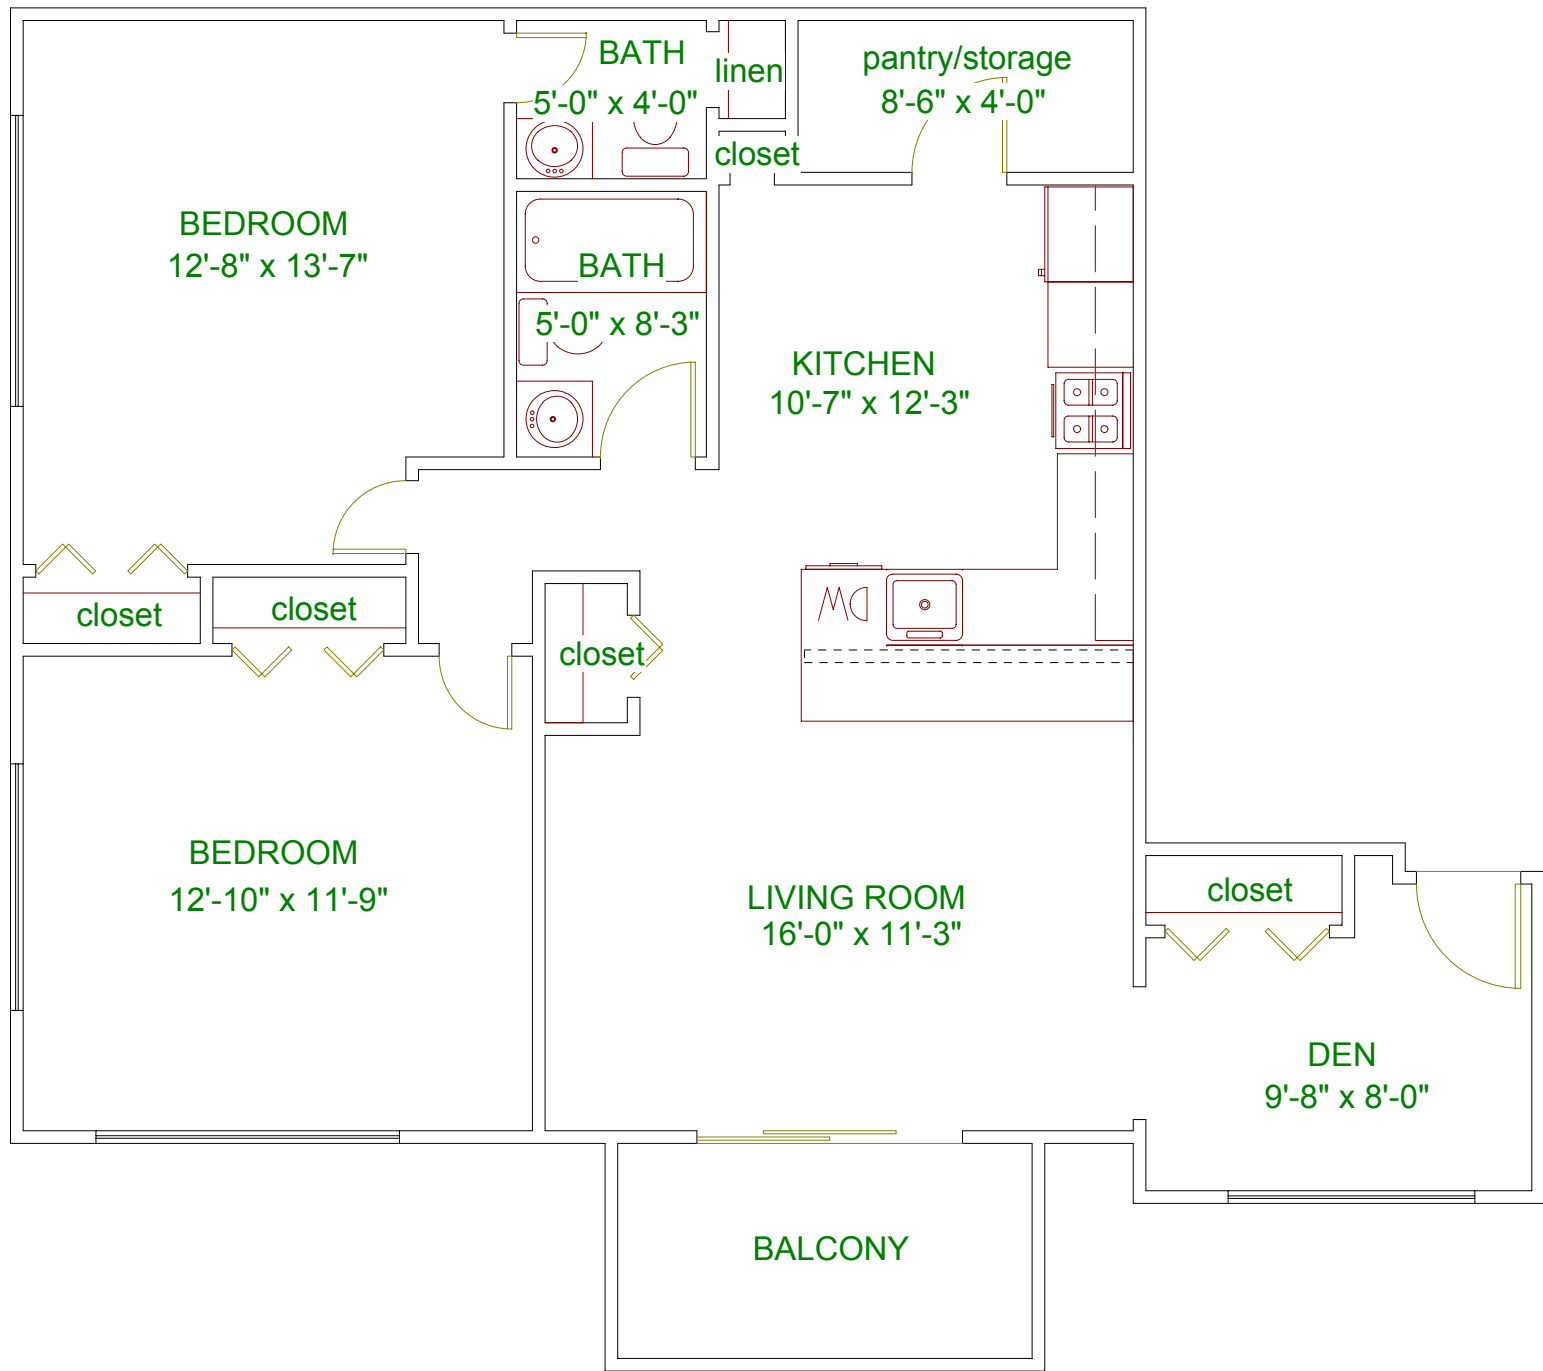 BATH
5'-0" x 4'-0"
linen
pantry/storage
8'-6" x 4'-0"
closet
BEDROOM
12'-8" x 13'-7"
BATH
5'-0" x 8'-3"
KITCHEN
10'-7" x 12'-3"
closet
closet
closet
DW
BEDROOM
12'-10" x 11'-9"
LIVING ROOM
16'-0" x 11'-3"
closet
DEN
9'-8" x 8'-0"
BALCONY